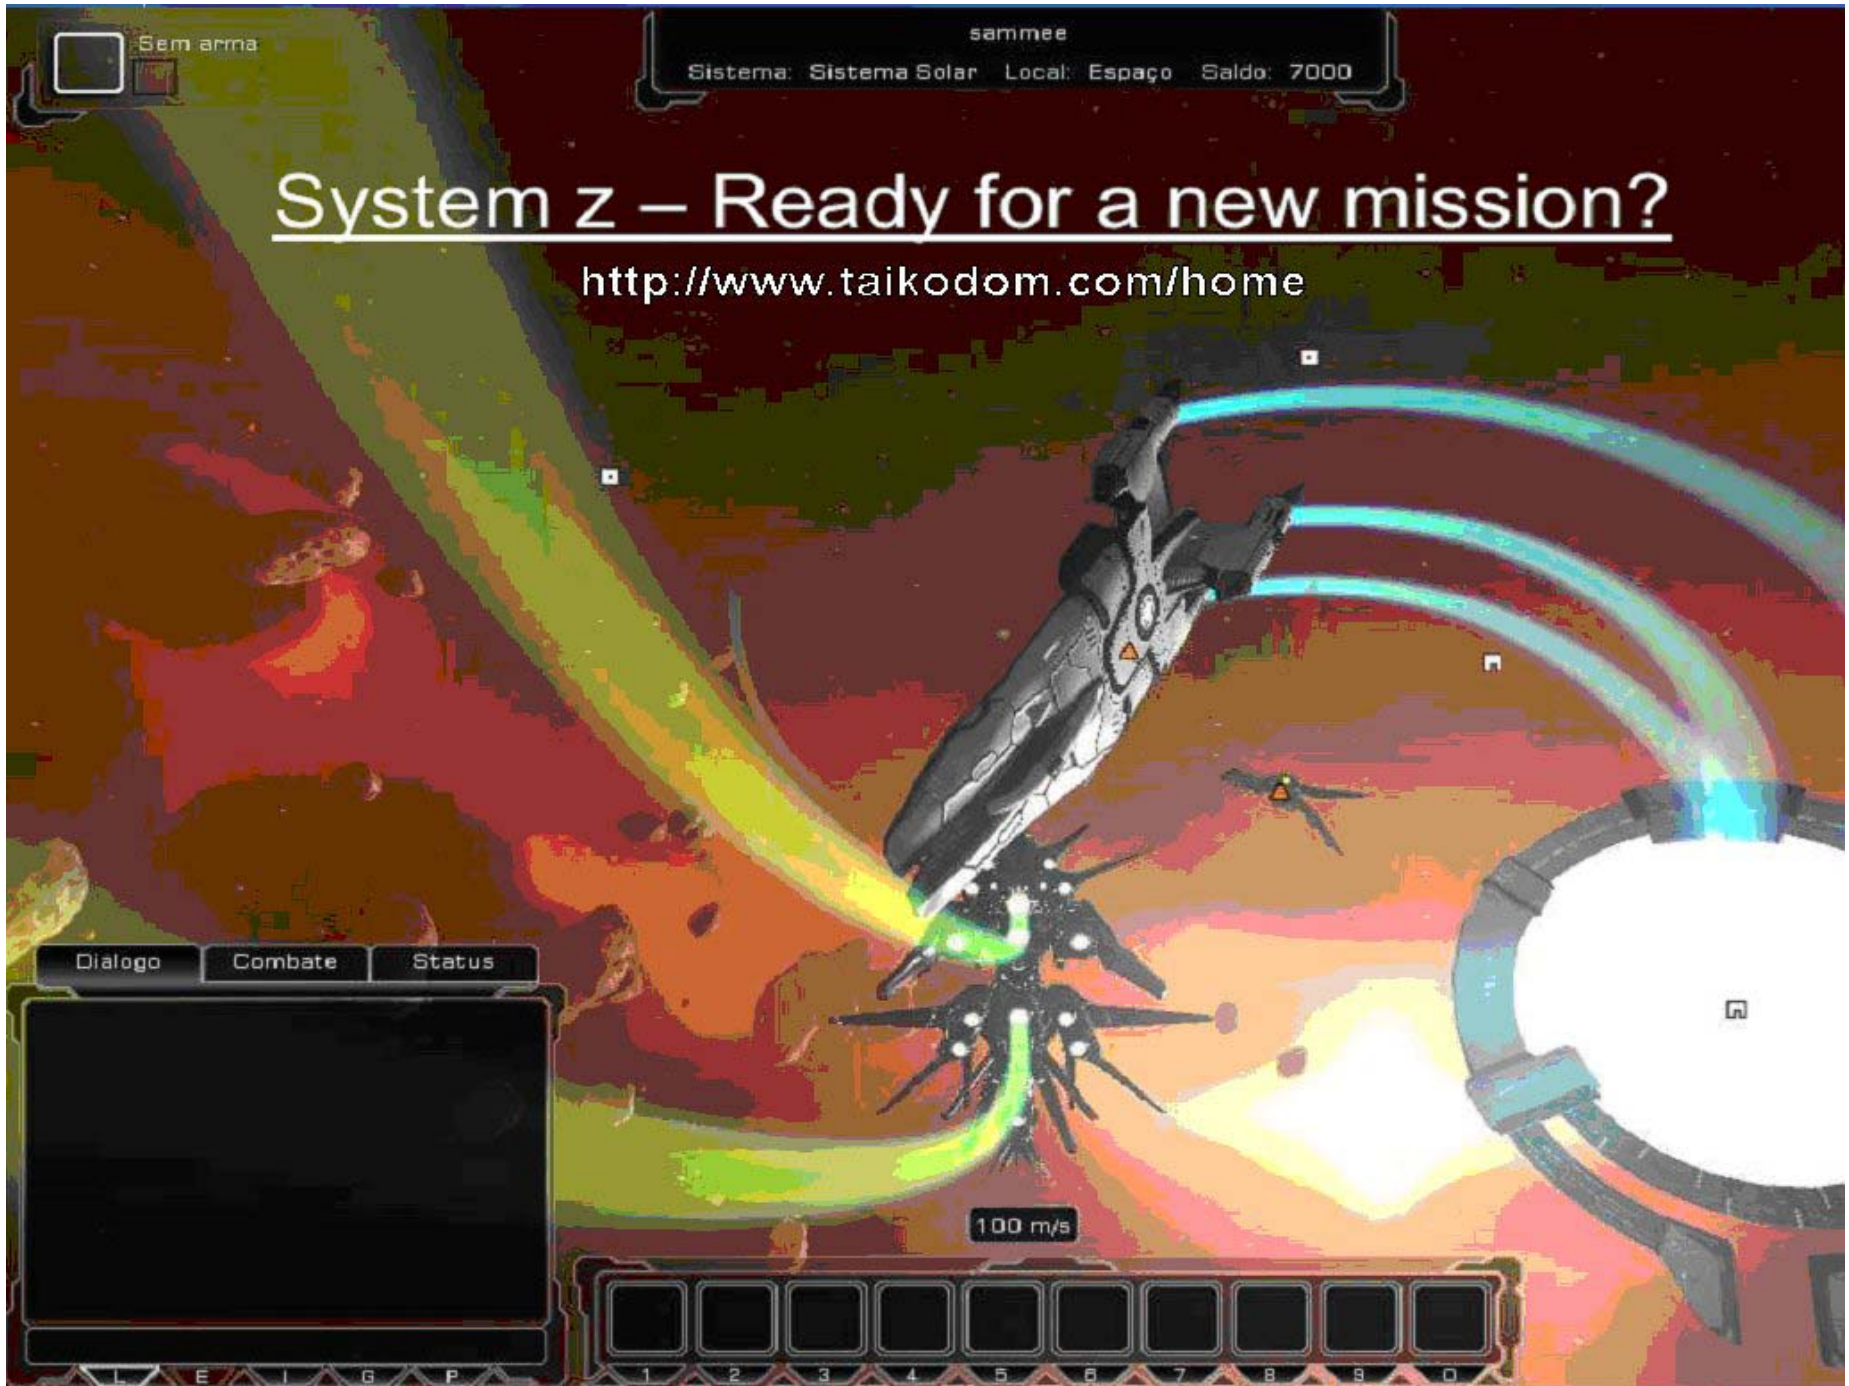 Sem arma
sammee
Sistema: Sistema Solar Local: Espaço Saldo: 7000
System z – Ready for a new mission?
http://www.taikodom.com/home
Dialogo Combate Status
100 m/s
L E I G P
1 2 3 4 5 6 7 8 9 0